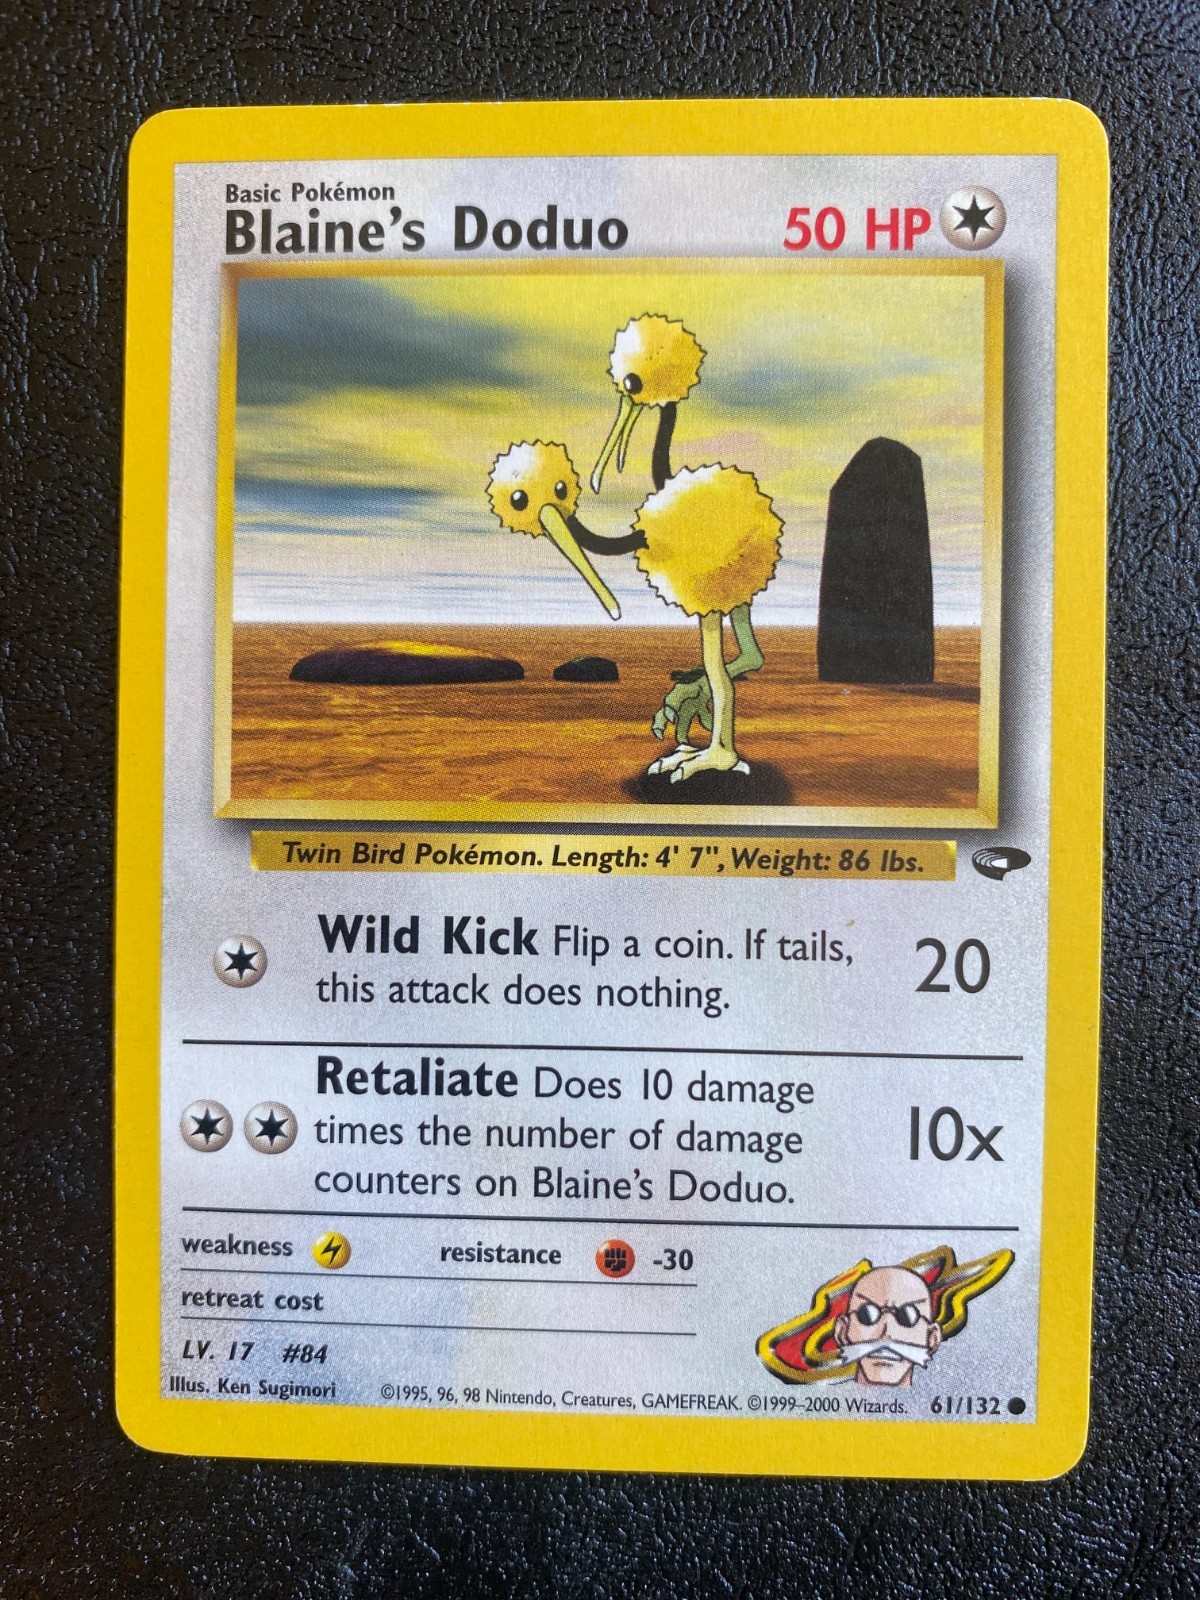 Basic Pokémon
Blaine's Doduo 50 HP
Twin Bird Pokémon. Length: 4' 7", Weight: 86 lbs.
Wild Kick Flip a coin. If tails,
this attack does nothing.
20
Retaliate Does 10 damage
times the number of damage
counters on Blaine's Doduo.
10x
weakness resistance -30
retreat cost
LV. 17 #84
Illus. Ken Sugimori ©1995, 96, 98 Nintendo, Creatures, GAMEFREAK. ©1999–2000 Wizards. 61/132